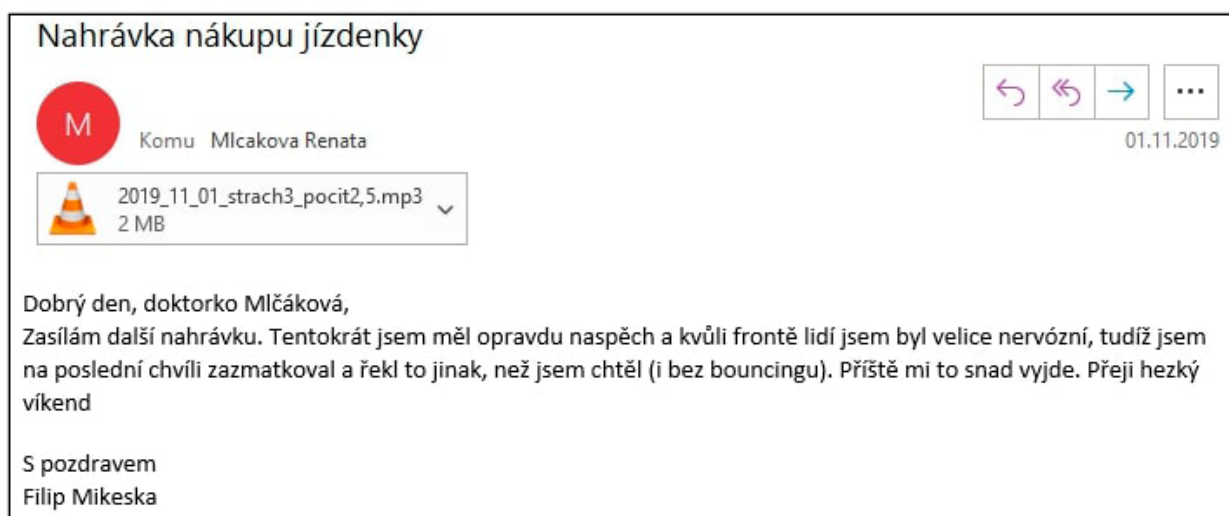 Nahrávka nákupu jízdenky
M
Komu Mlcakova Renata
01.11.2019
2019_11_01_strach3_pocit2,5.mp3
2 MB
Dobrý den, doktorko Mlčáková,
Zasílám další nahrávku. Tentokrát jsem měl opravdu naspěch a kvůli frontě lidí jsem byl velice nervózní, tudíž jsem
na poslední chvíli zazmatkoval a řekl to jinak, než jsem chtěl (i bez bouncingu). Příště mi to snad vyjde. Přeji hezký
víkend
S pozdravem
Filip Mikeska